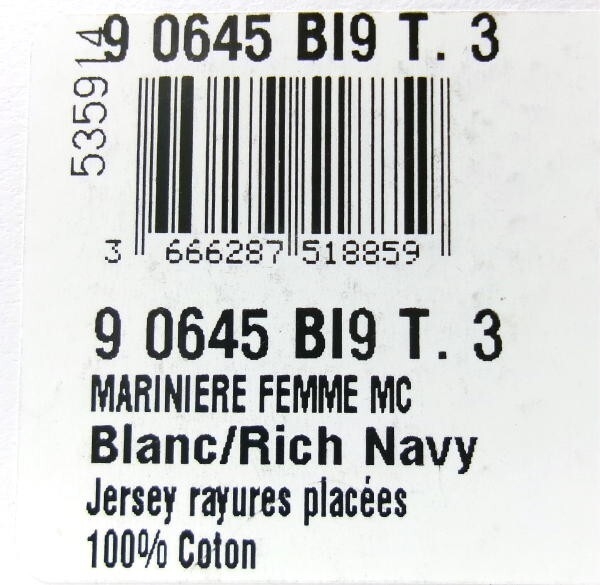 9 0645 BI9 T. 3
535914
3 666287 518859
9 0645 BI9 T. 3
MARINIERE FEMME MC
Blanc/Rich Navy
Jersey rayures placées
100% Coton